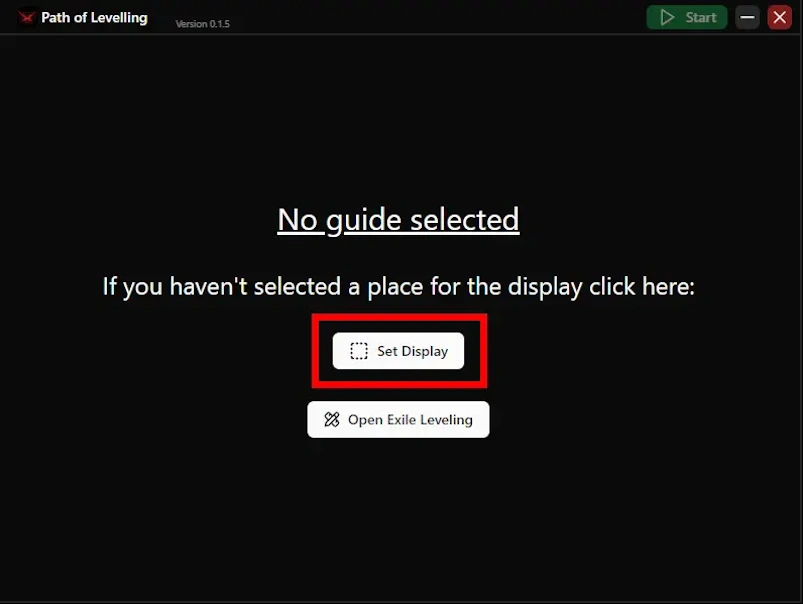 Path of Levelling
Version 0.1.5
Start
No guide selected
If you haven't selected a place for the display click here:
Set Display
Open Exile Leveling